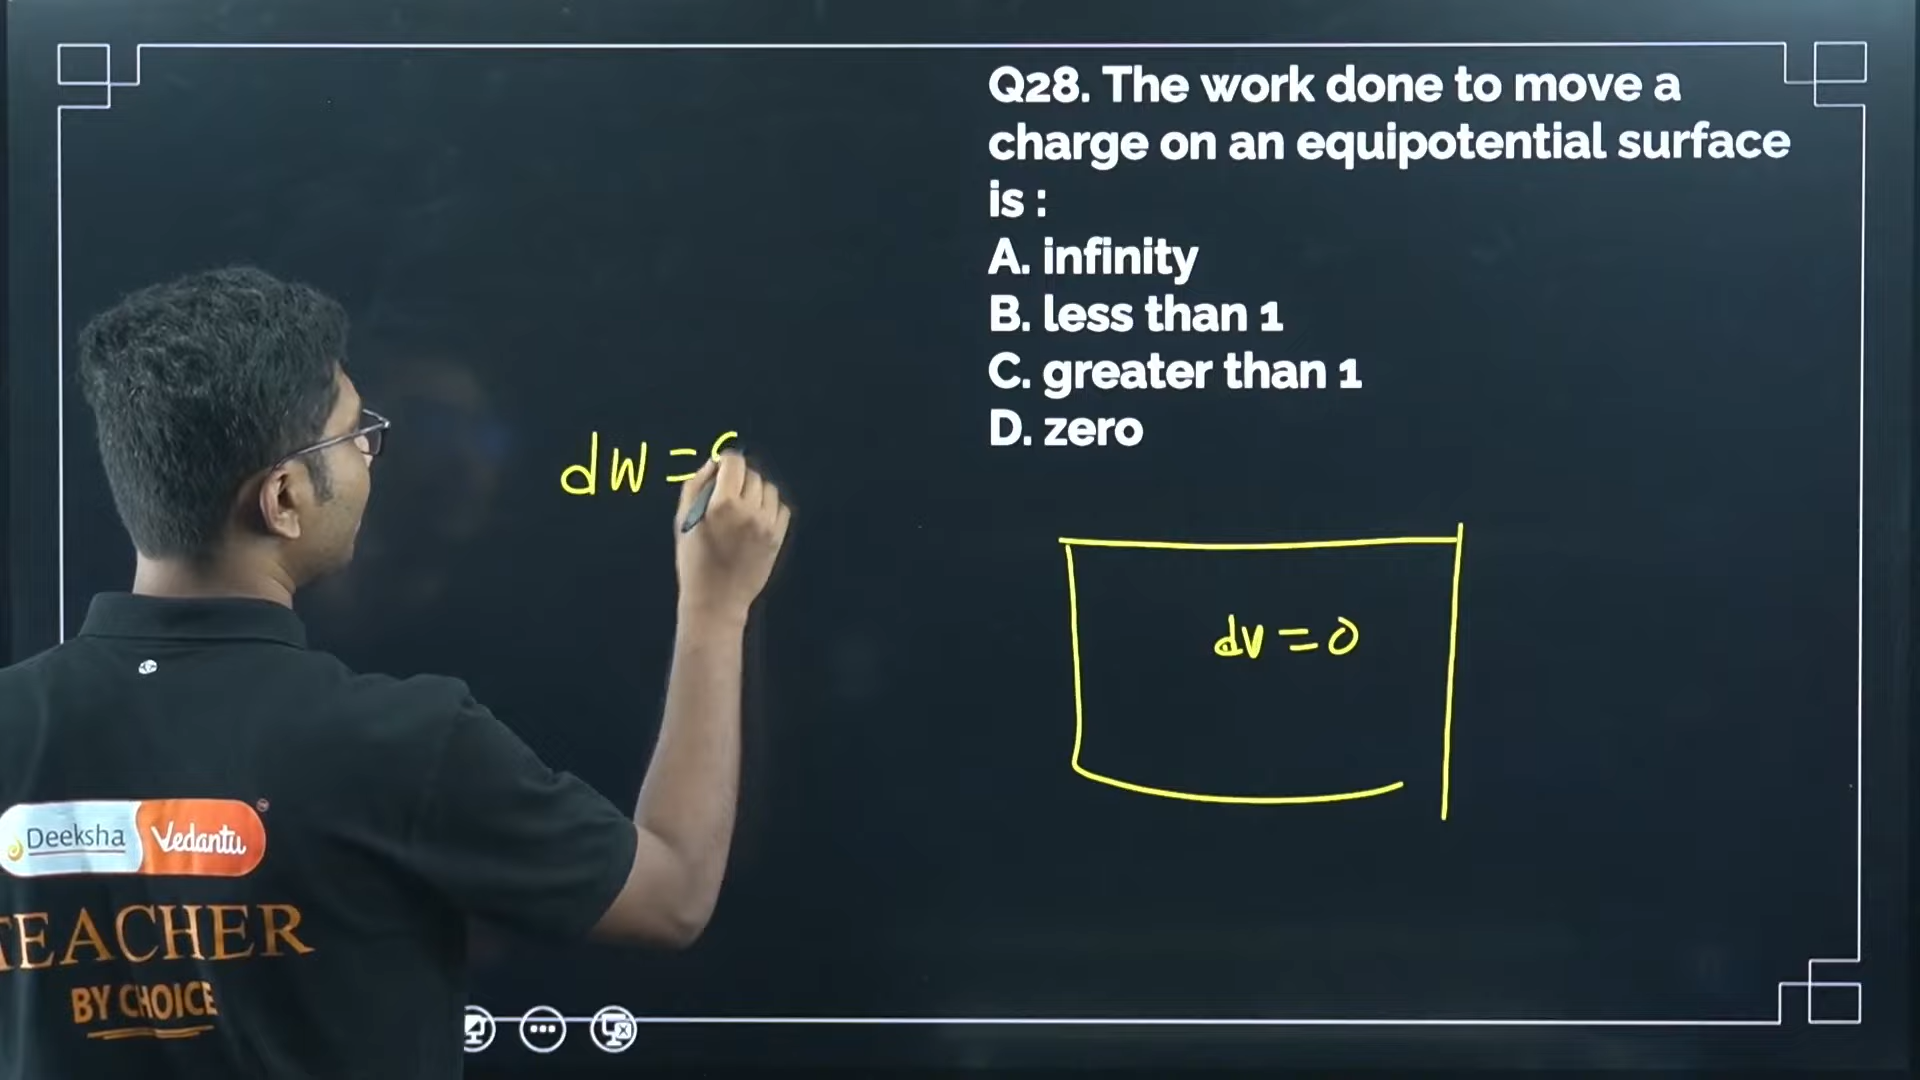 Q28. The work done to move a
charge on an equipotential surface
is :
A. infinity
B. less than 1
C. greater than 1
D. zero
dW =
dV = 0
Deeksha Vedantu
TEACHER
BY CHOICE